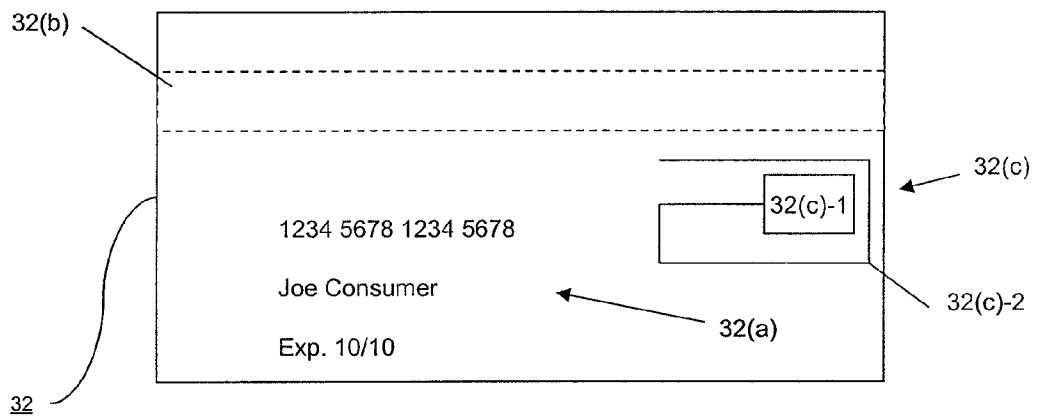 32(b)
32(c)
32(c)-1
1234 5678 1234 5678
Joe Consumer
32(c)-2
32(a)
Exp. 10/10
32